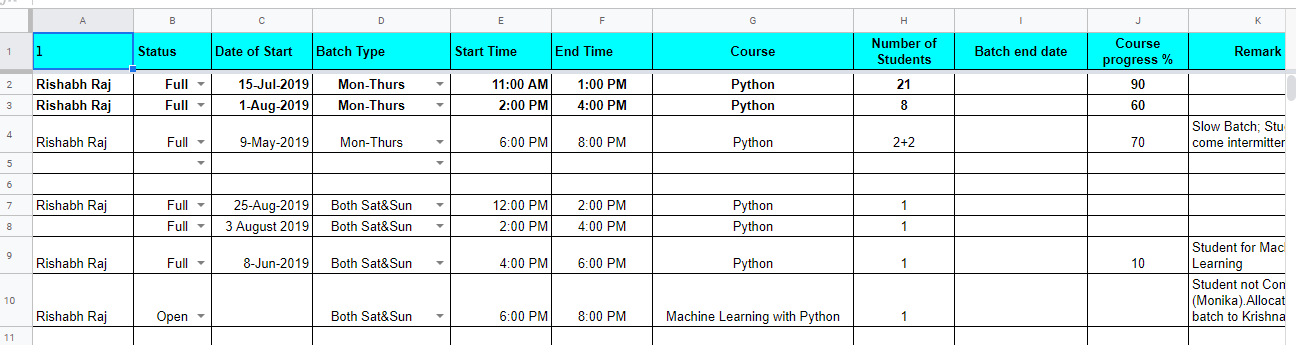 A B C D E F G H I J K
1 1 Status Date of Start Batch Type Start Time End Time Course Number of Students Batch end date Course progress % Remark
2 Rishabh Raj Full 15-Jul-2019 Mon-Thurs 11:00 AM 1:00 PM Python 21 90
3 Rishabh Raj Full 1-Aug-2019 Mon-Thurs 2:00 PM 4:00 PM Python 8 60
4 Rishabh Raj Full 9-May-2019 Mon-Thurs 6:00 PM 8:00 PM Python 2+2 70 Slow Batch; Stu
come intermitter
5
6
7 Rishabh Raj Full 25-Aug-2019 Both Sat&Sun 12:00 PM 2:00 PM Python 1
8 Full 3 August 2019 Both Sat&Sun 2:00 PM 4:00 PM Python 1
9 Rishabh Raj Full 8-Jun-2019 Both Sat&Sun 4:00 PM 6:00 PM Python 1 10 Student for Mac
Learning
10 Rishabh Raj Open Both Sat&Sun 6:00 PM 8:00 PM Machine Learning with Python 1 Student not Con
(Monika).Allocat
batch to Krishna
11